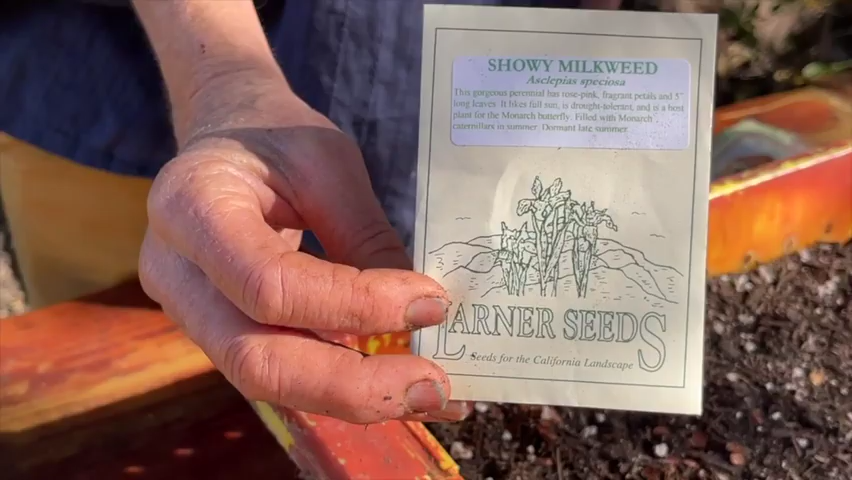 SHOWY MILKWEED
Asclepias speciosa
This gorgeous perennial has rose-pink, fragrant petals and 5"
long leaves. It likes full sun, is drought-tolerant, and is a host
plant for the Monarch butterfly. Filled with Monarch
caterpillars in summer. Dormant late summer.
LARNER SEEDS
Seeds for the California Landscape